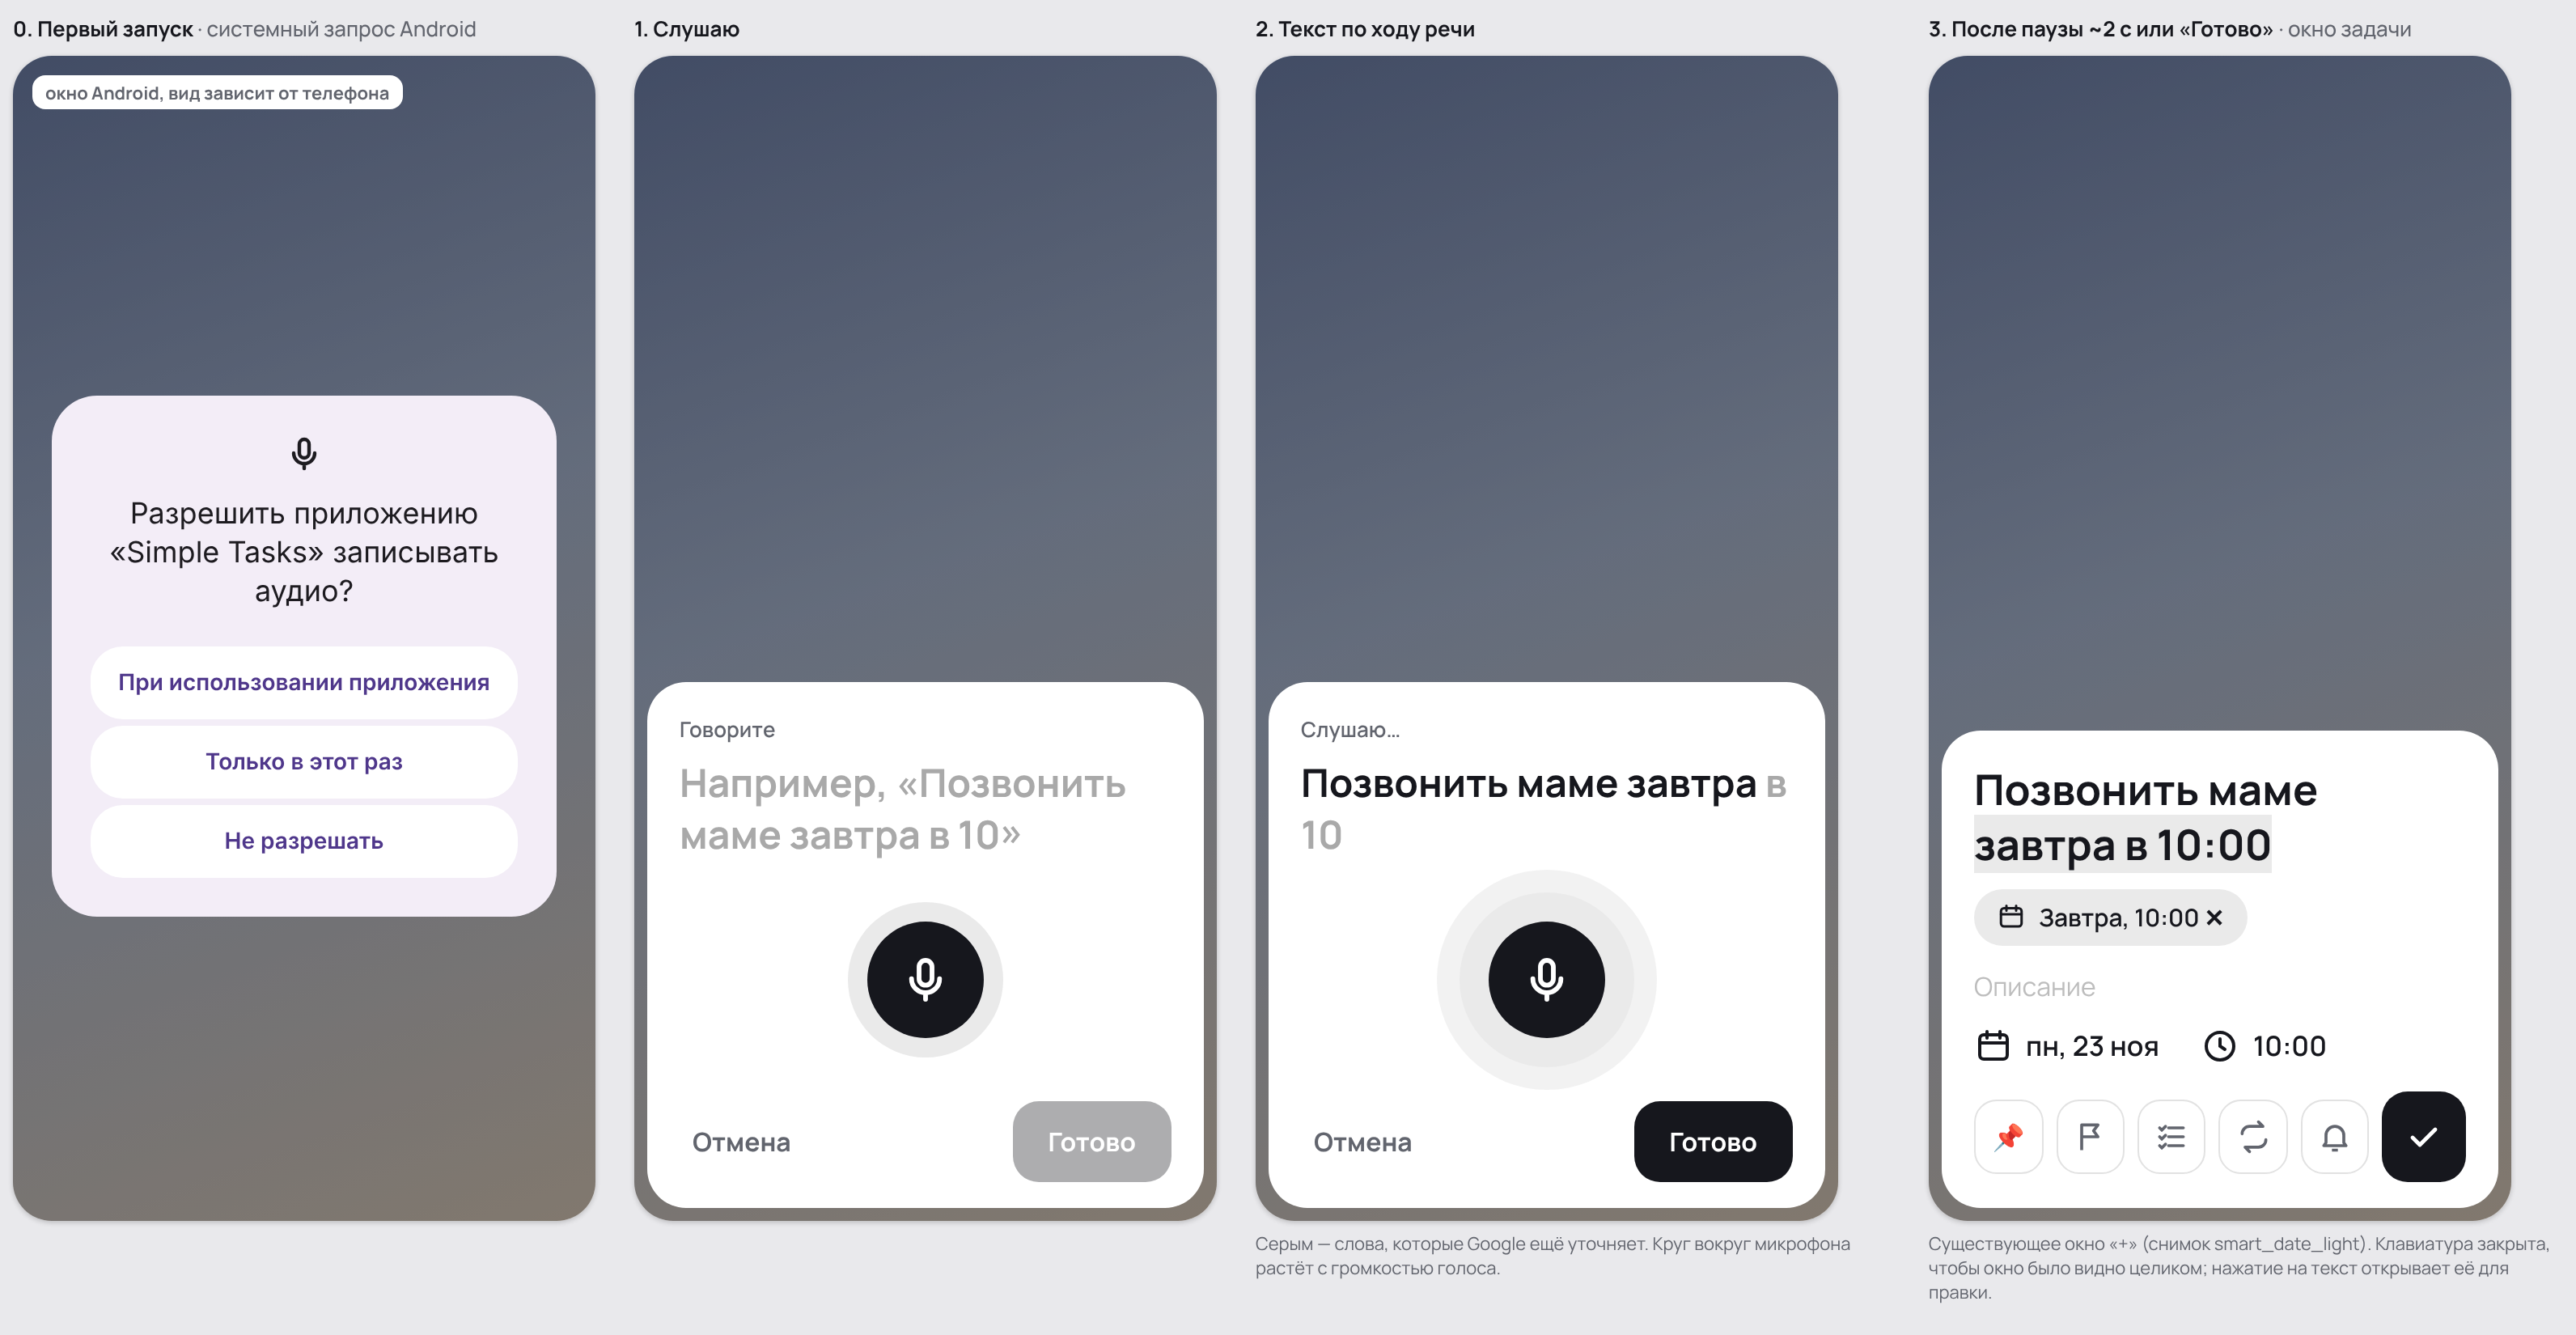 0. Первый запуск · системный запрос Android
окно Android, вид зависит от телефона
Разрешить приложению
«Simple Tasks» записывать
аудио?
При использовании приложения
Только в этот раз
Не разрешать
1. Слушаю
Говорите
Например, «Позвонить
маме завтра в 10»
Отмена
Готово
2. Текст по ходу речи
Слушаю...
Позвонить маме завтра в
10
Отмена
Готово
Серым — слова, которые Google ещё уточняет. Круг вокруг микрофона
растёт с громкостью голоса.
3. После паузы ~2 с или «Готово» · окно задачи
Позвонить маме
завтра в 10:00
Завтра, 10:00 ×
Описание
пн, 23 ноя
10:00
Существующее окно «+» (снимок smart_date_light). Клавиатура закрыта,
чтобы окно было видно целиком; нажатие на текст открывает её для
правки.